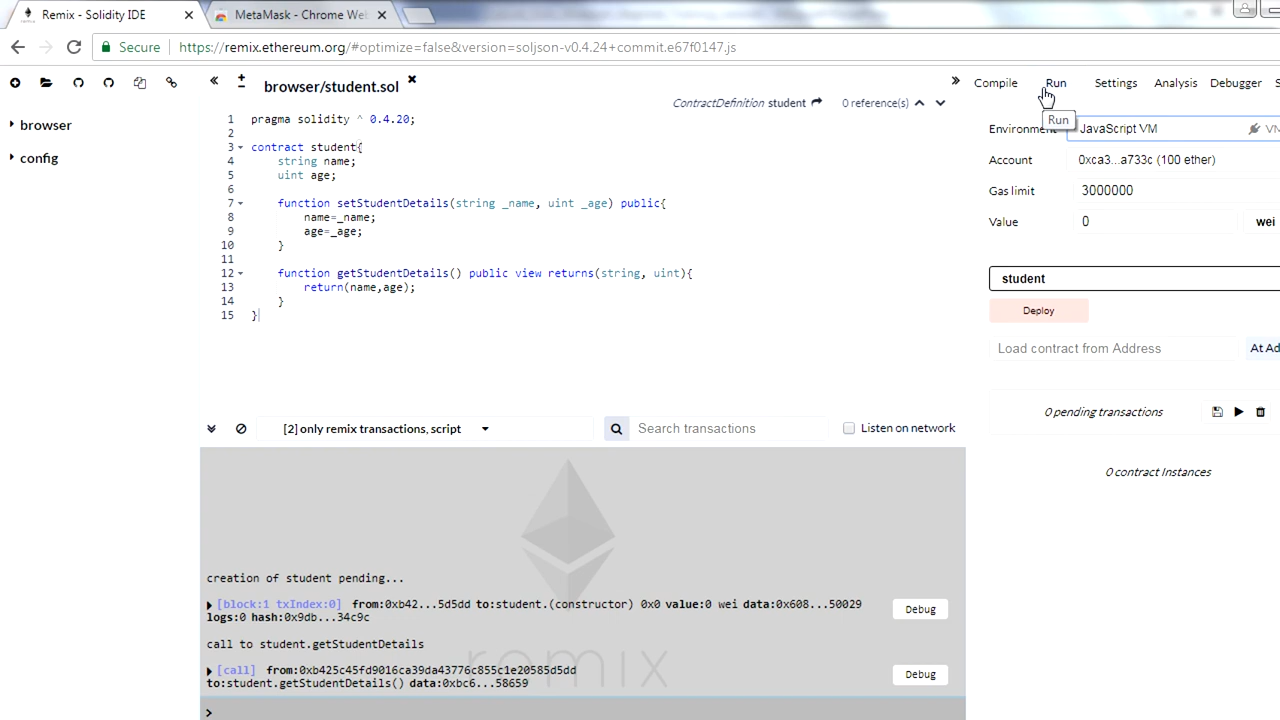 Remix - Solidity IDE
MetaMask - Chrome Web
Secure
https://remix.ethereum.org/#optimize=false&version=soljson-v0.4.24+commit.e67f0147.js
browser
config
browser/student.sol
ContractDefinition student
0 reference(s)
1 pragma solidity ^ 0.4.20;
2
3 contract student{
4 string name;
5 uint age;
6
7 function setStudentDetails(string _name, uint _age) public{
8 name=_name;
9 age=_age;
10 }
11
12 function getStudentDetails() public view returns(string, uint){
13 return(name,age);
14 }
15 }
[2] only remix transactions, script
Search transactions
Listen on network
creation of student pending...
[block:1 txIndex:0] from:0xb42...5d5dd to:student.(constructor) 0x0 value:0 wei data:0x608...50029
logs:0 hash:0x9db...34c9c
Debug
call to student.getStudentDetails
[call] from:0xb425c45fd9016ca39da43776c855c1e20585d5dd
to:student.getStudentDetails() data:0xbc6...58659
Debug
remix
>
Compile Run Settings Analysis Debugger S
Run
Environment JavaScript VM VM
Account 0xca3...a733c (100 ether)
Gas limit 3000000
Value 0 wei
student
Deploy
Load contract from Address At Ad
0 pending transactions
0 contract Instances